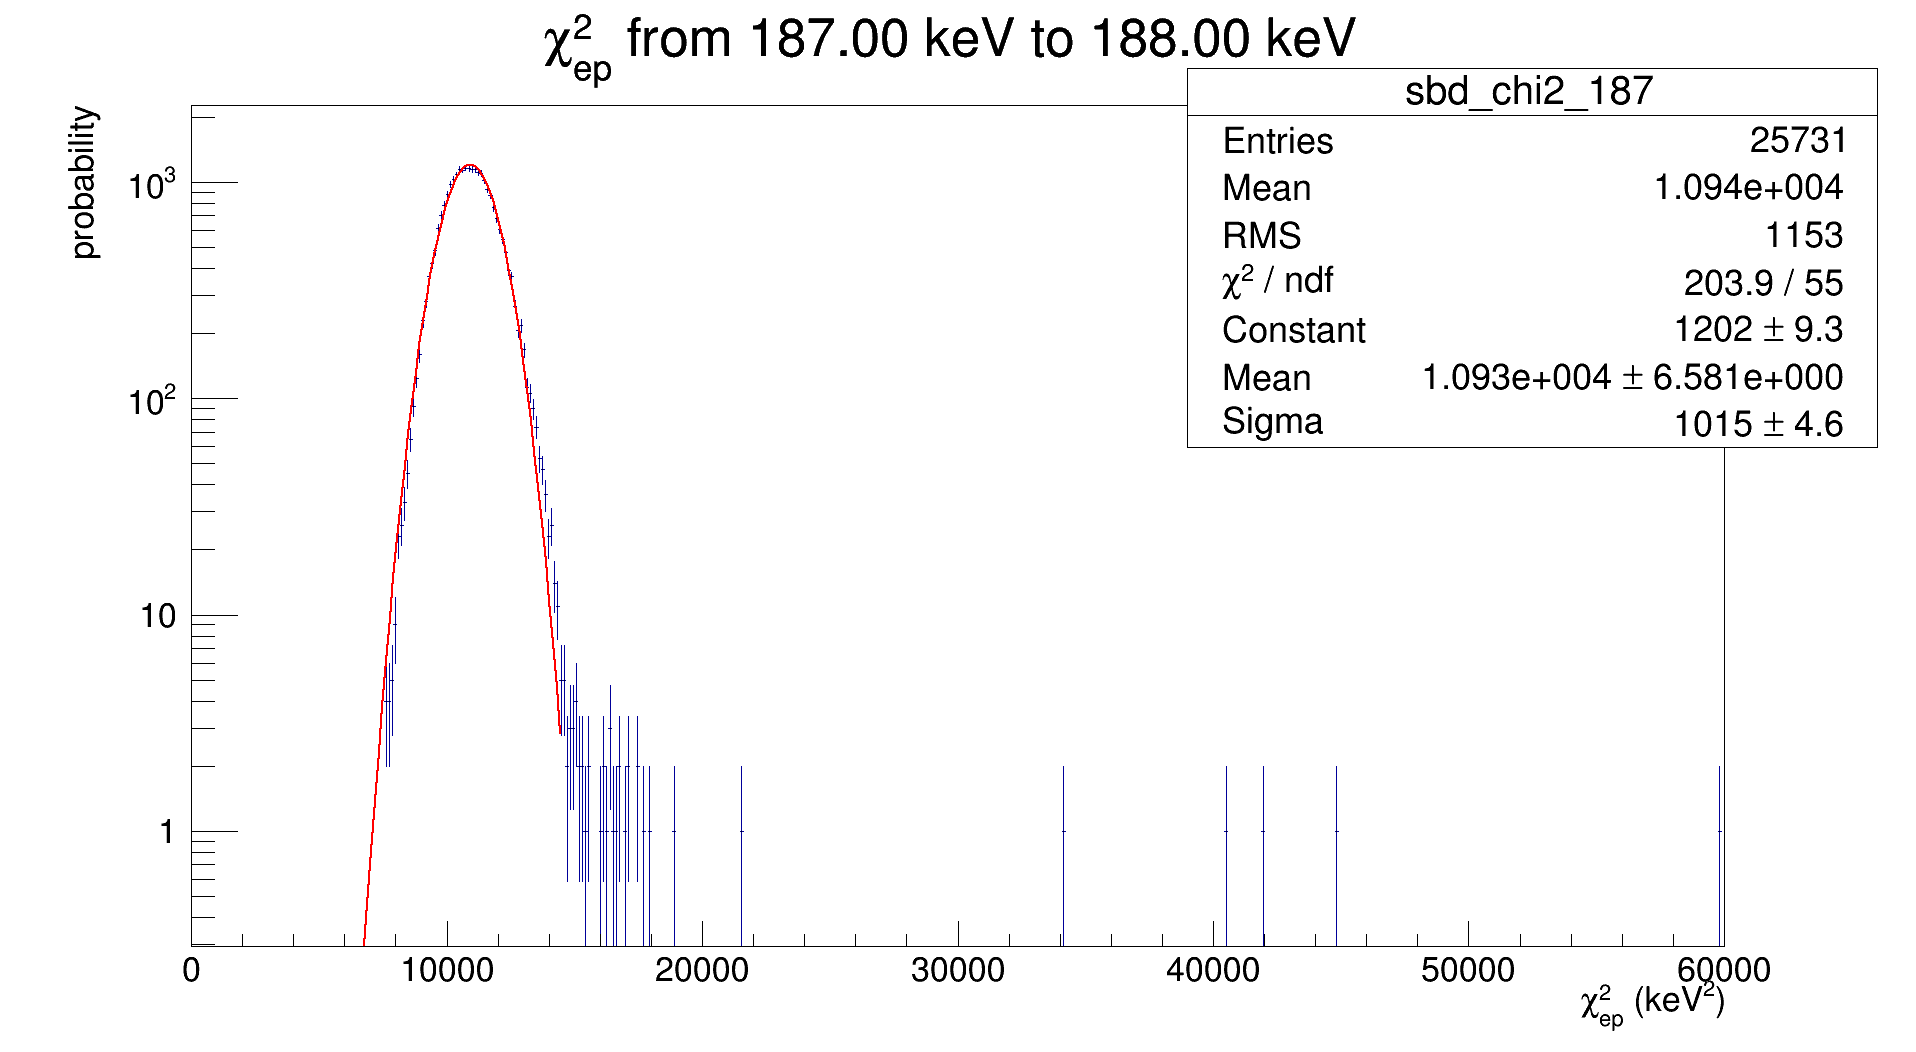 χ²ep from 187.00 keV to 188.00 keV
sbd_chi2_187
Entries 25731
Mean 1.094e+004
RMS 1153
χ² / ndf 203.9 / 55
Constant 1202 ± 9.3
Mean 1.093e+004 ± 6.581e+000
Sigma 1015 ± 4.6
probability
10³
10²
10
1
0 10000 20000 30000 40000 50000 60000
χ²ep (keV²)